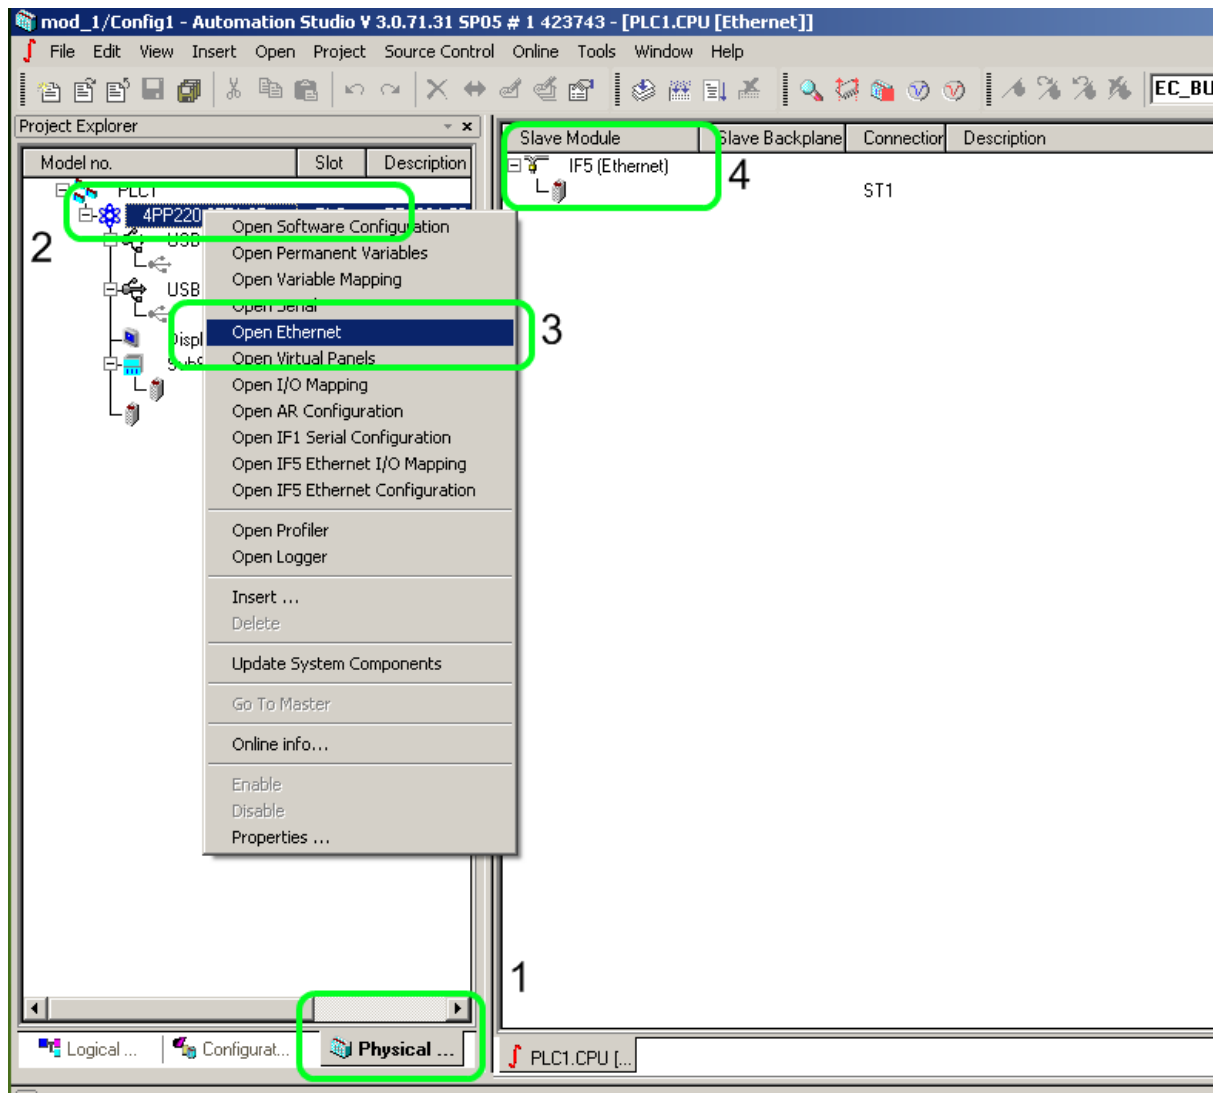 mod_1/Config1 - Automation Studio V 3.0.71.31 SP05 # 1 423743 - [PLC1.CPU [Ethernet]]
File Edit View Insert Open Project Source Control Online Tools Window Help
EC_BU
Project Explorer
Model no. Slot Description
Slave Module Slave Backplane Connection Description
IF5 (Ethernet)
ST1
4
PLC1
4PP220
2
USB
USB
Displ
Open Software Configuration
Open Permanent Variables
Open Variable Mapping
Open Serial
Open Ethernet
3
Open Virtual Panels
Open I/O Mapping
Open AR Configuration
Open IF1 Serial Configuration
Open IF5 Ethernet I/O Mapping
Open IF5 Ethernet Configuration
Open Profiler
Open Logger
Insert ...
Delete
Update System Components
Go To Master
Online info...
Enable
Disable
Properties ...
1
Logical ... Configurat... Physical ...
PLC1.CPU [...